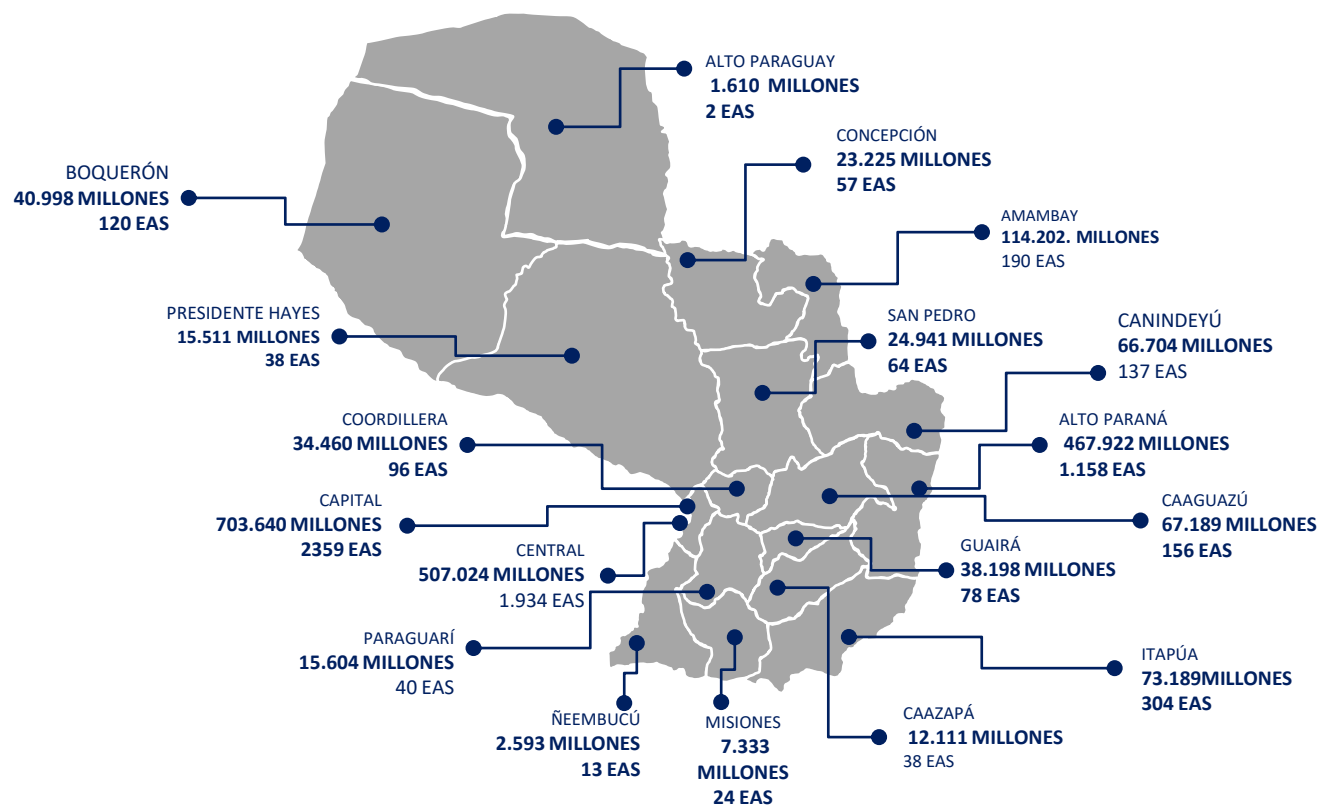 ALTO PARAGUAY
1.610 MILLONES
2 EAS
CONCEPCIÓN
23.225 MILLONES
57 EAS
BOQUERÓN
40.998 MILLONES
120 EAS
AMAMBAY
114.202. MILLONES
190 EAS
PRESIDENTE HAYES
15.511 MILLONES
38 EAS
SAN PEDRO
24.941 MILLONES
64 EAS
CANINDEYÚ
66.704 MILLONES
137 EAS
COORDILLERA
34.460 MILLONES
96 EAS
ALTO PARANÁ
467.922 MILLONES
1.158 EAS
CAPITAL
703.640 MILLONES
2359 EAS
CAAGUAZÚ
67.189 MILLONES
156 EAS
CENTRAL
507.024 MILLONES
1.934 EAS
GUAIRÁ
38.198 MILLONES
78 EAS
PARAGUARÍ
15.604 MILLONES
40 EAS
ITAPÚA
73.189MILLONES
304 EAS
ÑEEMBUCÚ
2.593 MILLONES
13 EAS
MISIONES
7.333
MILLONES
24 EAS
CAAZAPÁ
12.111 MILLONES
38 EAS